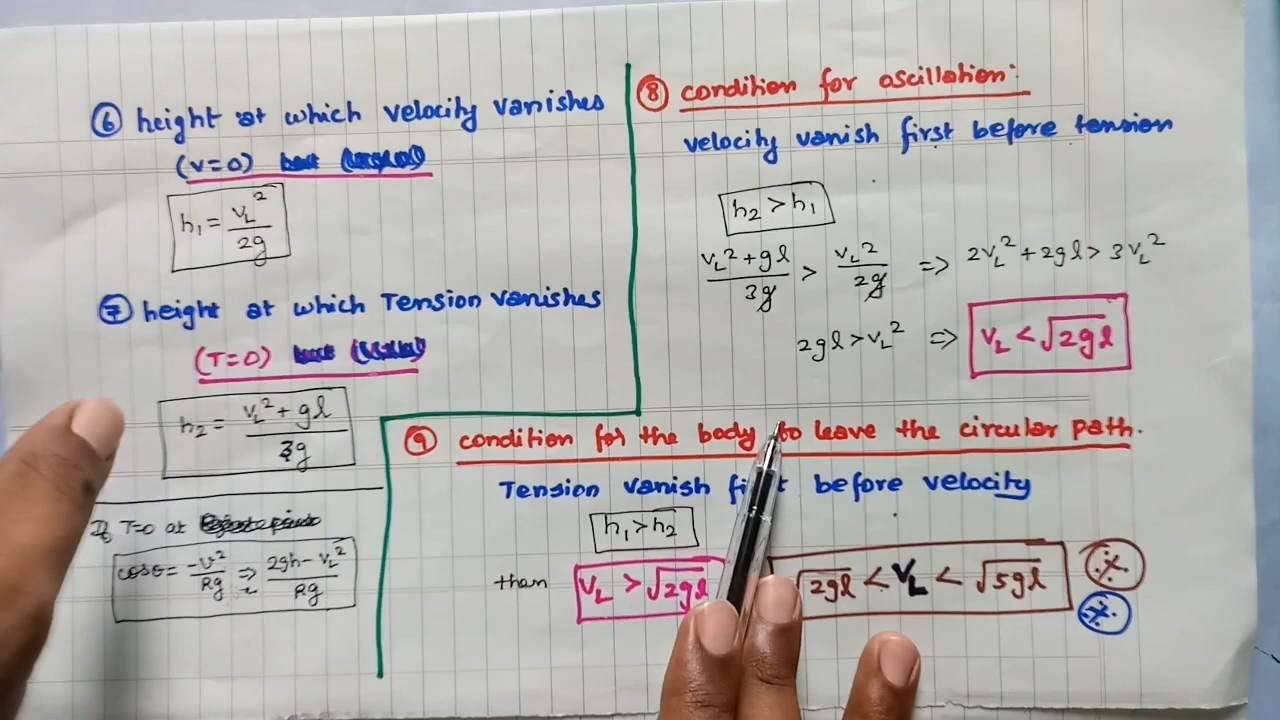 ⑥ height at which velocity vanishes
(v=0)
h₁ = v_L²/2g
⑦ height at which Tension vanishes
(T=0)
h₂ = (v_L² + gl)/3g
If T=0 at
cosθ = -v²/Rg ⇒ (2gh - v_L²)/Rg
⑧ condition for oscillation:
velocity vanish first before tension
h₂ > h₁
(v_L² + gl)/3g > v_L²/2g ⇒ 2v_L² + 2gl > 3v_L²
2gl > v_L² ⇒ v_L < √2gl
⑨ condition for the body to leave the circular path.
Tension vanish first before velocity
h₁ > h₂
then v_L > √2gl √2gl < v_L < √5gl